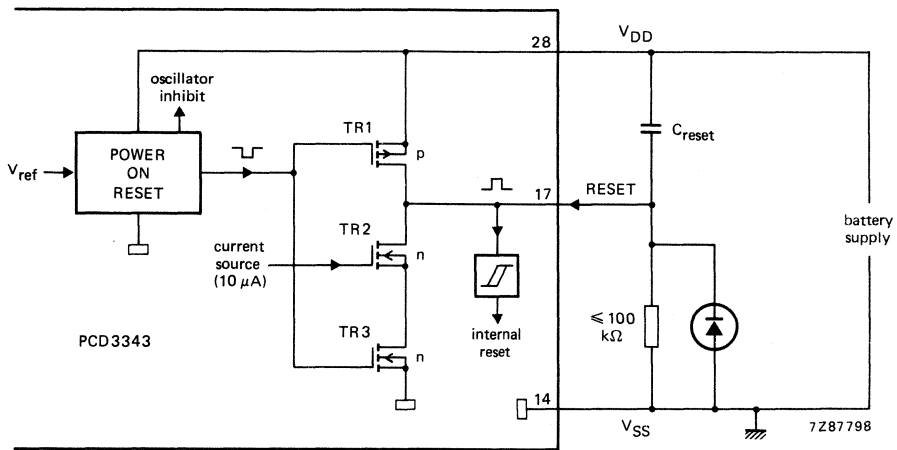 28
V_DD
oscillator
inhibit
TR1
C_reset
POWER
ON
RESET
V_ref
p
17
RESET
battery
supply
TR2
current
source
(10 μA)
n
⩽ 100
kΩ
internal
reset
TR3
PCD3343
n
14
V_SS
7Z87798